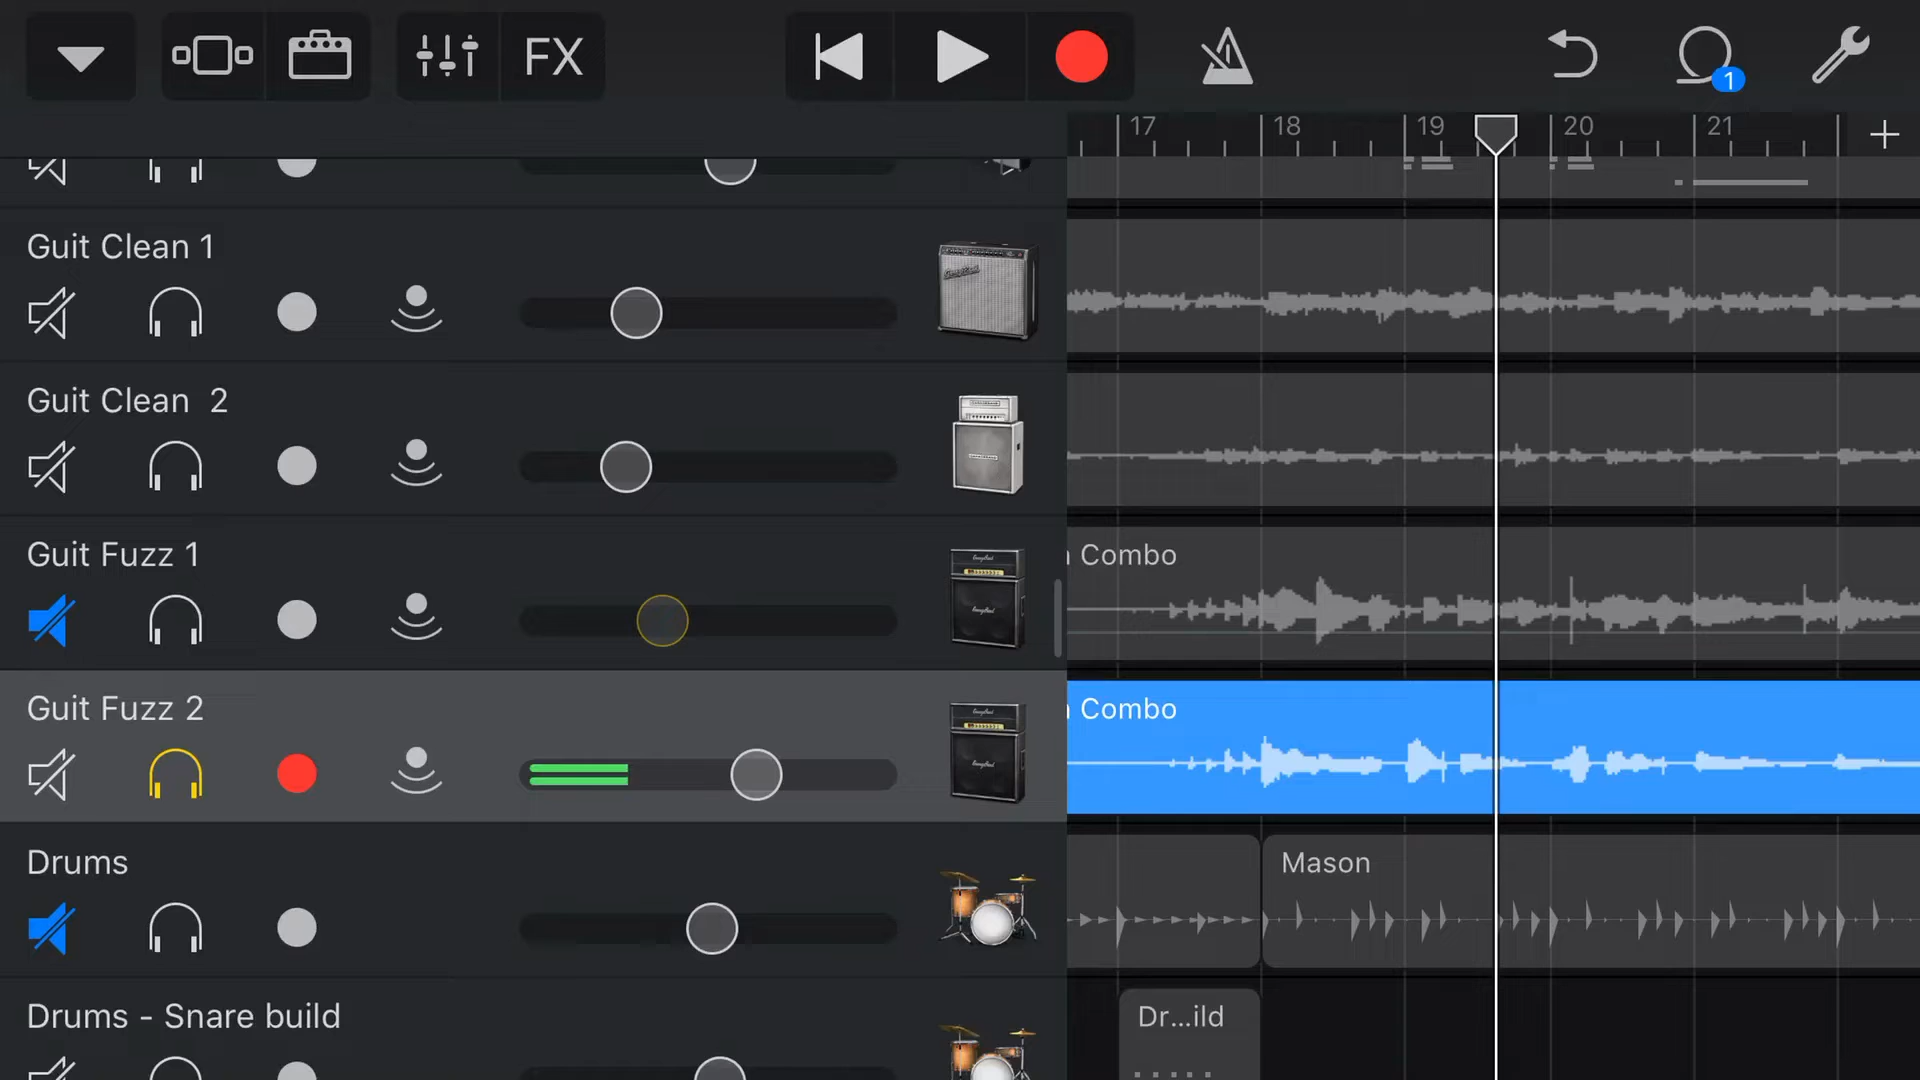 FX
1
17 18 19 20 21
Guit Clean 1
Guit Clean  2
Guit Fuzz 1
Combo
Guit Fuzz 2
Combo
Drums
Mason
Drums - Snare build
Dr...ild